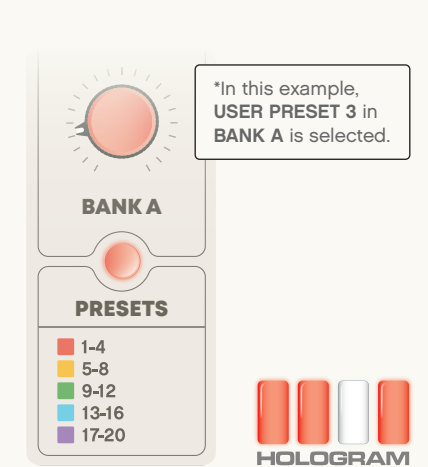 *In this example,
USER PRESET 3 in
BANK A is selected.
BANK A
PRESETS
1-4
5-8
9-12
13-16
17-20
HOLOGRAM